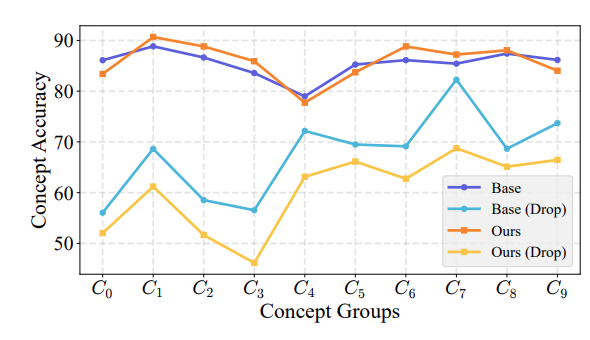 90
80
70
60
50
Concept Accuracy
Base
Base (Drop)
Ours
Ours (Drop)
C₀ C₁ C₂ C₃ C₄ C₅ C₆ C₇ C₈ C₉
Concept Groups